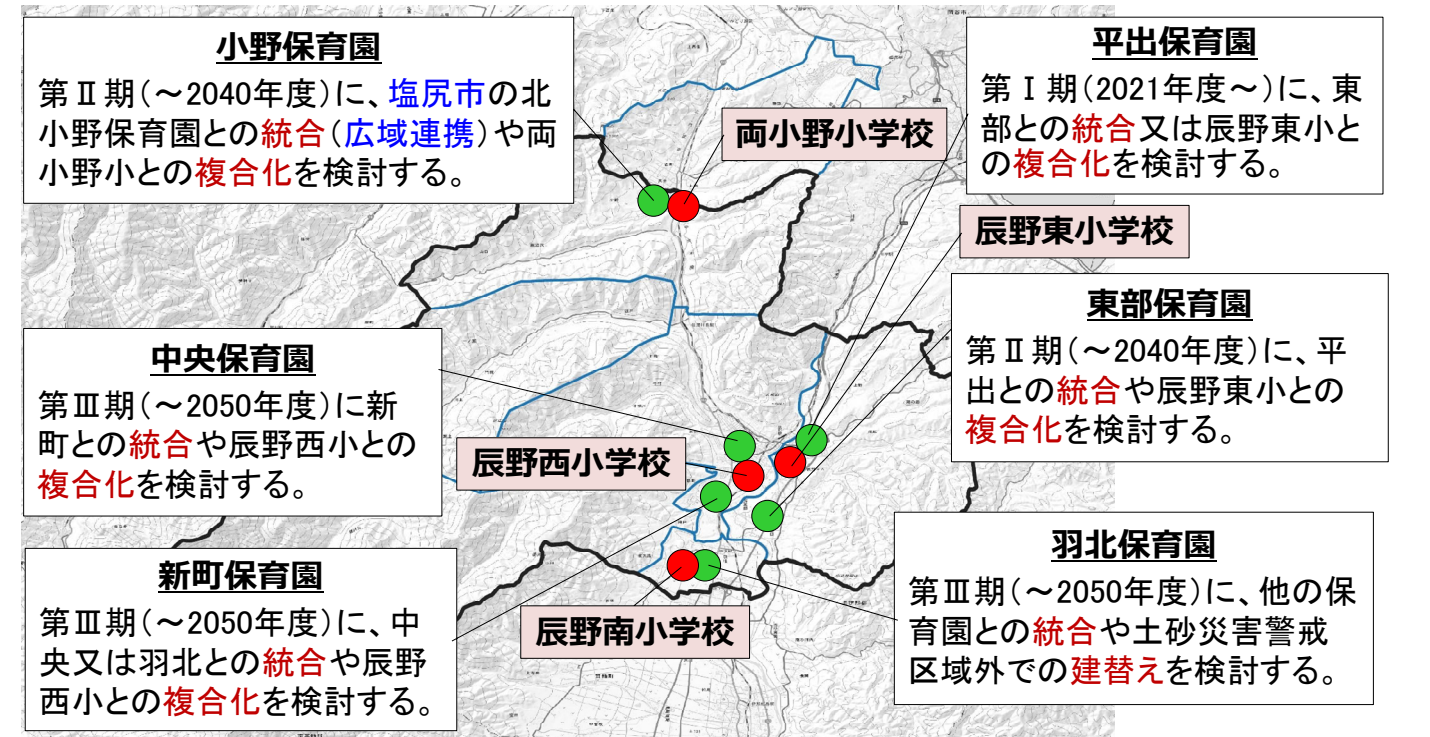 小野保育園
第Ⅱ期(～2040年度)に、塩尻市の北
小野保育園との統合(広域連携)や両
小野小との複合化を検討する。
平出保育園
第Ⅰ期(2021年度～)に、東
部との統合又は辰野東小と
の複合化を検討する。
両小野小学校
辰野東小学校
東部保育園
第Ⅱ期(～2040年度)に、平
出との統合や辰野東小との
複合化を検討する。
中央保育園
第Ⅲ期(～2050年度)に新
町との統合や辰野西小との
複合化を検討する。
辰野西小学校
羽北保育園
第Ⅲ期(～2050年度)に、他の保
育園との統合や土砂災害警戒
区域外での建替えを検討する。
新町保育園
第Ⅲ期(～2050年度)に、中
央又は羽北との統合や辰野
西小との複合化を検討する。
辰野南小学校